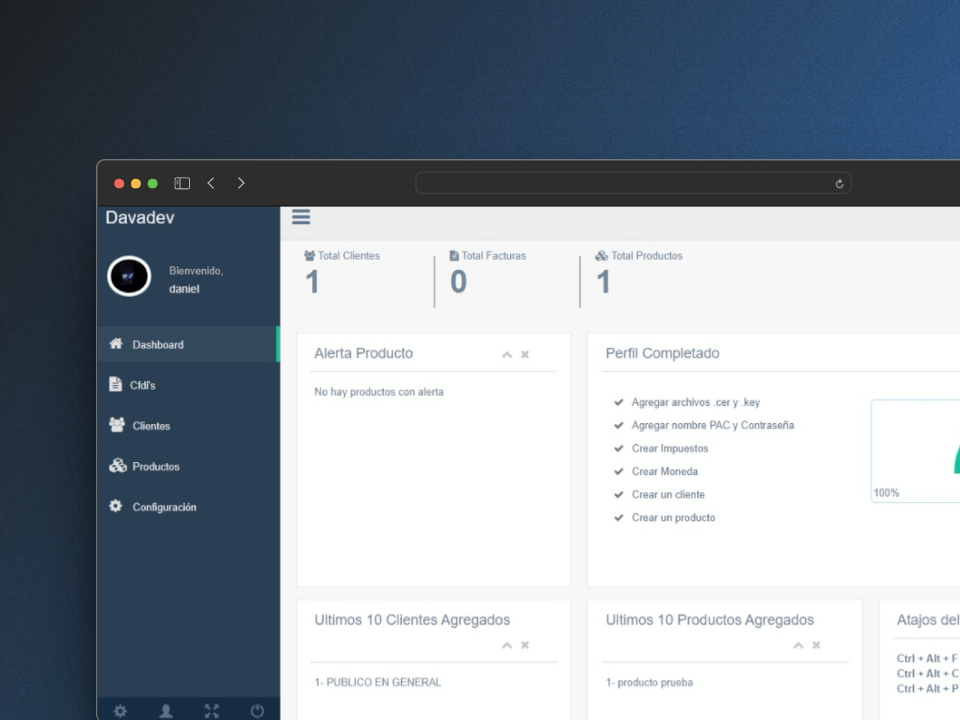 Davadev
Bienvenido,
daniel
Dashboard
Cfdi's
Clientes
Productos
Configuración
Total Clientes
1
Total Facturas
0
Total Productos
1
Alerta Producto
No hay productos con alerta
Perfil Completado
Agregar archivos .cer y .key
Agregar nombre PAC y Contraseña
Crear Impuestos
Crear Moneda
Crear un cliente
Crear un producto
100%
Ultimos 10 Clientes Agregados
1- PUBLICO EN GENERAL
Ultimos 10 Productos Agregados
1- producto prueba
Atajos del
Ctrl + Alt + F
Ctrl + Alt + C
Ctrl + Alt + P